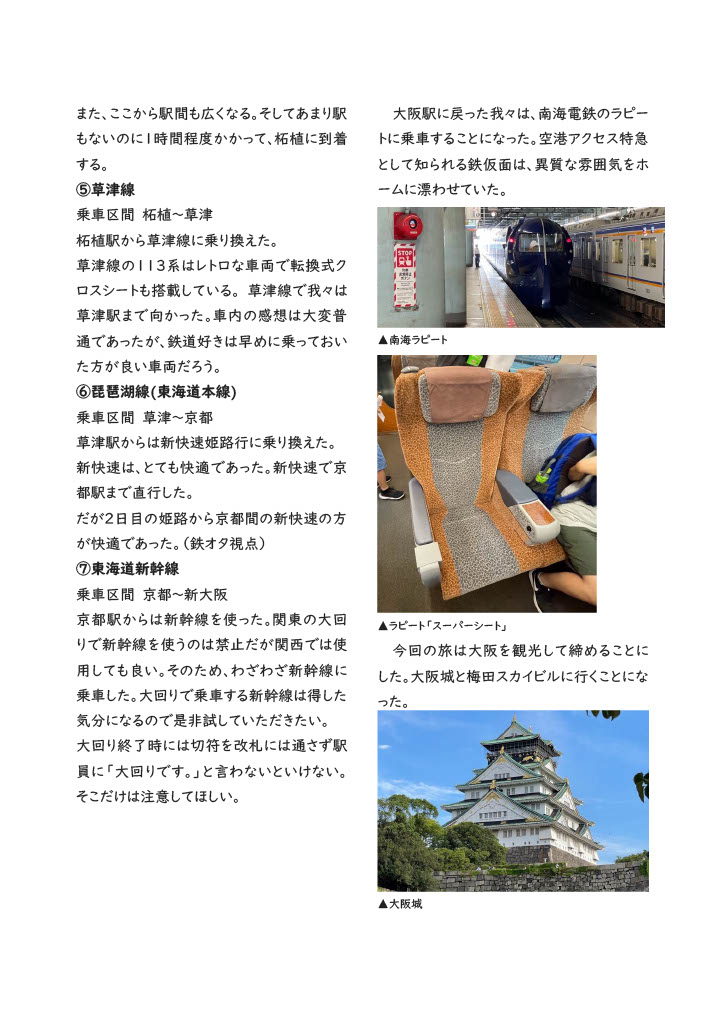 また、ここから駅間も広くなる。そしてあまり駅
もないのに1時間程度かかって、柘植に到着
する。
⑤草津線
乗車区間 柘植~草津
柘植駅から草津線に乗り換えた。
草津線の113系はレトロな車両で転換式ク
ロスシートも搭載している。 草津線で我々は
草津駅まで向かった。車内の感想は大変普
通であったが、鉄道好きは早めに乗っておい
た方が良い車両だろう。
⑥琵琶湖線(東海道本線)
乗車区間 草津~京都
草津駅からは新快速姫路行に乗り換えた。
新快速は、とても快適であった。新快速で京
都駅まで直行した。
だが2日目の姫路から京都間の新快速の方
が快適であった。(鉄オタ視点)
⑦東海道新幹線
乗車区間 京都~新大阪
京都駅からは新幹線を使った。関東の大回
りで新幹線を使うのは禁止だが関西では使
用しても良い。そのため、わざわざ新幹線に
乗車した。大回りで乗車する新幹線は得した
気分になるので是非試していただきたい。
大回り終了時には切符を改札には通さず駅
員に「大回りです。」と言わないといけない。
そこだけは注意してほしい。
大阪駅に戻った我々は、南海電鉄のラピー
トに乗車することになった。空港アクセス特急
として知られる鉄仮面は、異質な雰囲気をホ
ームに漂わせていた。
STOP
▲南海ラピート
▲ラピート「スーパーシート」
今回の旅は大阪を観光して締めることに
した。大阪城と梅田スカイビルに行くことにな
った。
▲大阪城